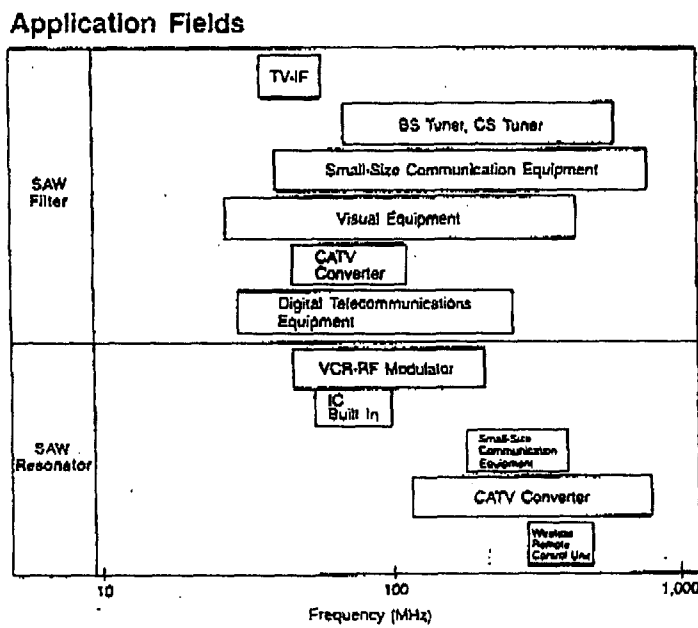 Application Fields
TV-IF
BS Tuner, CS Tuner
Small-Size Communication Equipment
SAW
Filter
Visual Equipment
CATV
Converter
Digital Telecommunications
Equipment
VCR-RF Modulator
IC
Built In
SAW
Resonator
Small-Size
Communication
Equipment
CATV Converter
Wireless
Remote
Control Unit
10
100
1,000
Frequency (MHz)